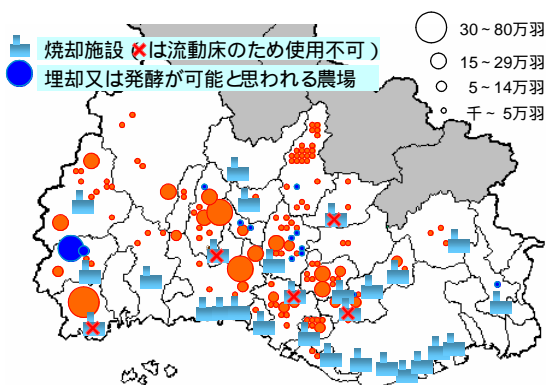 焼却施設（×は流動床のため使用不可）
埋却又は発酵が可能と思われる農場
30～80万羽
15～29万羽
5～14万羽
千～5万羽